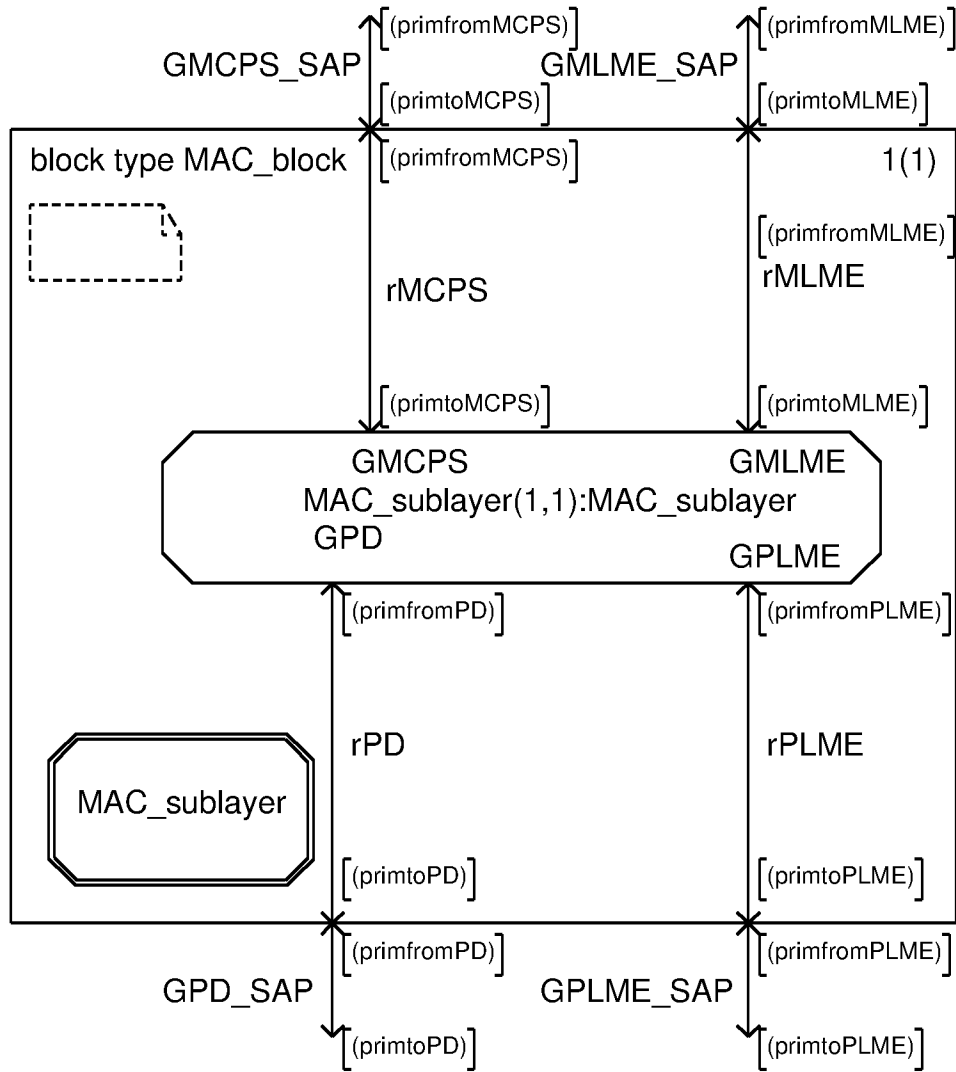 (primfromMCPS)
(primfromMLME)
GMCPS_SAP
GMLME_SAP
(primtoMCPS)
(primtoMLME)
block type MAC_block
(primfromMCPS)
1(1)
(primfromMLME)
rMCPS
rMLME
(primtoMCPS)
(primtoMLME)
GMCPS
GMLME
MAC_sublayer(1,1):MAC_sublayer
GPD
GPLME
(primfromPD)
(primfromPLME)
rPD
rPLME
MAC_sublayer
(primtoPD)
(primtoPLME)
(primfromPD)
(primfromPLME)
GPD_SAP
GPLME_SAP
(primtoPD)
(primtoPLME)